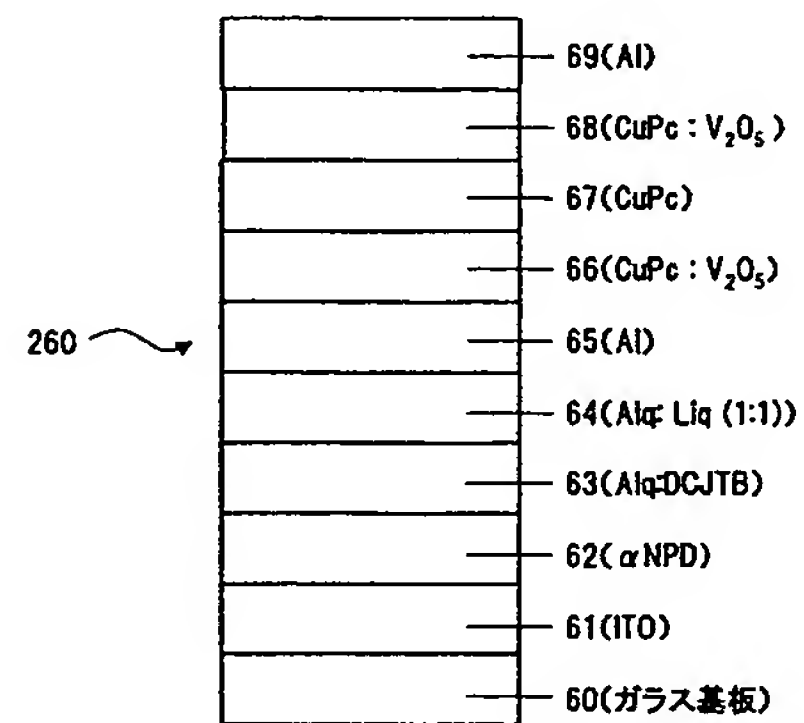 69(Al)
68(CuPc : V₂O₅ )
67(CuPc)
66(CuPc : V₂O₅)
260
65(Al)
64(Alq: Liq (1:1))
63(Alq:DCJTB)
62( αNPD)
61(ITO)
60(ガラス基板)